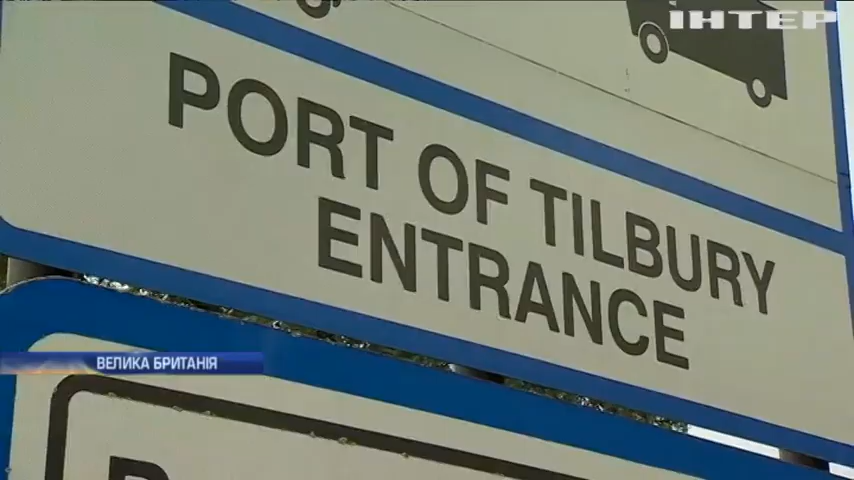 ІНТЕР
PORT OF TILBURY
ENTRANCE
ВЕЛИКА БРИТАНІЯ